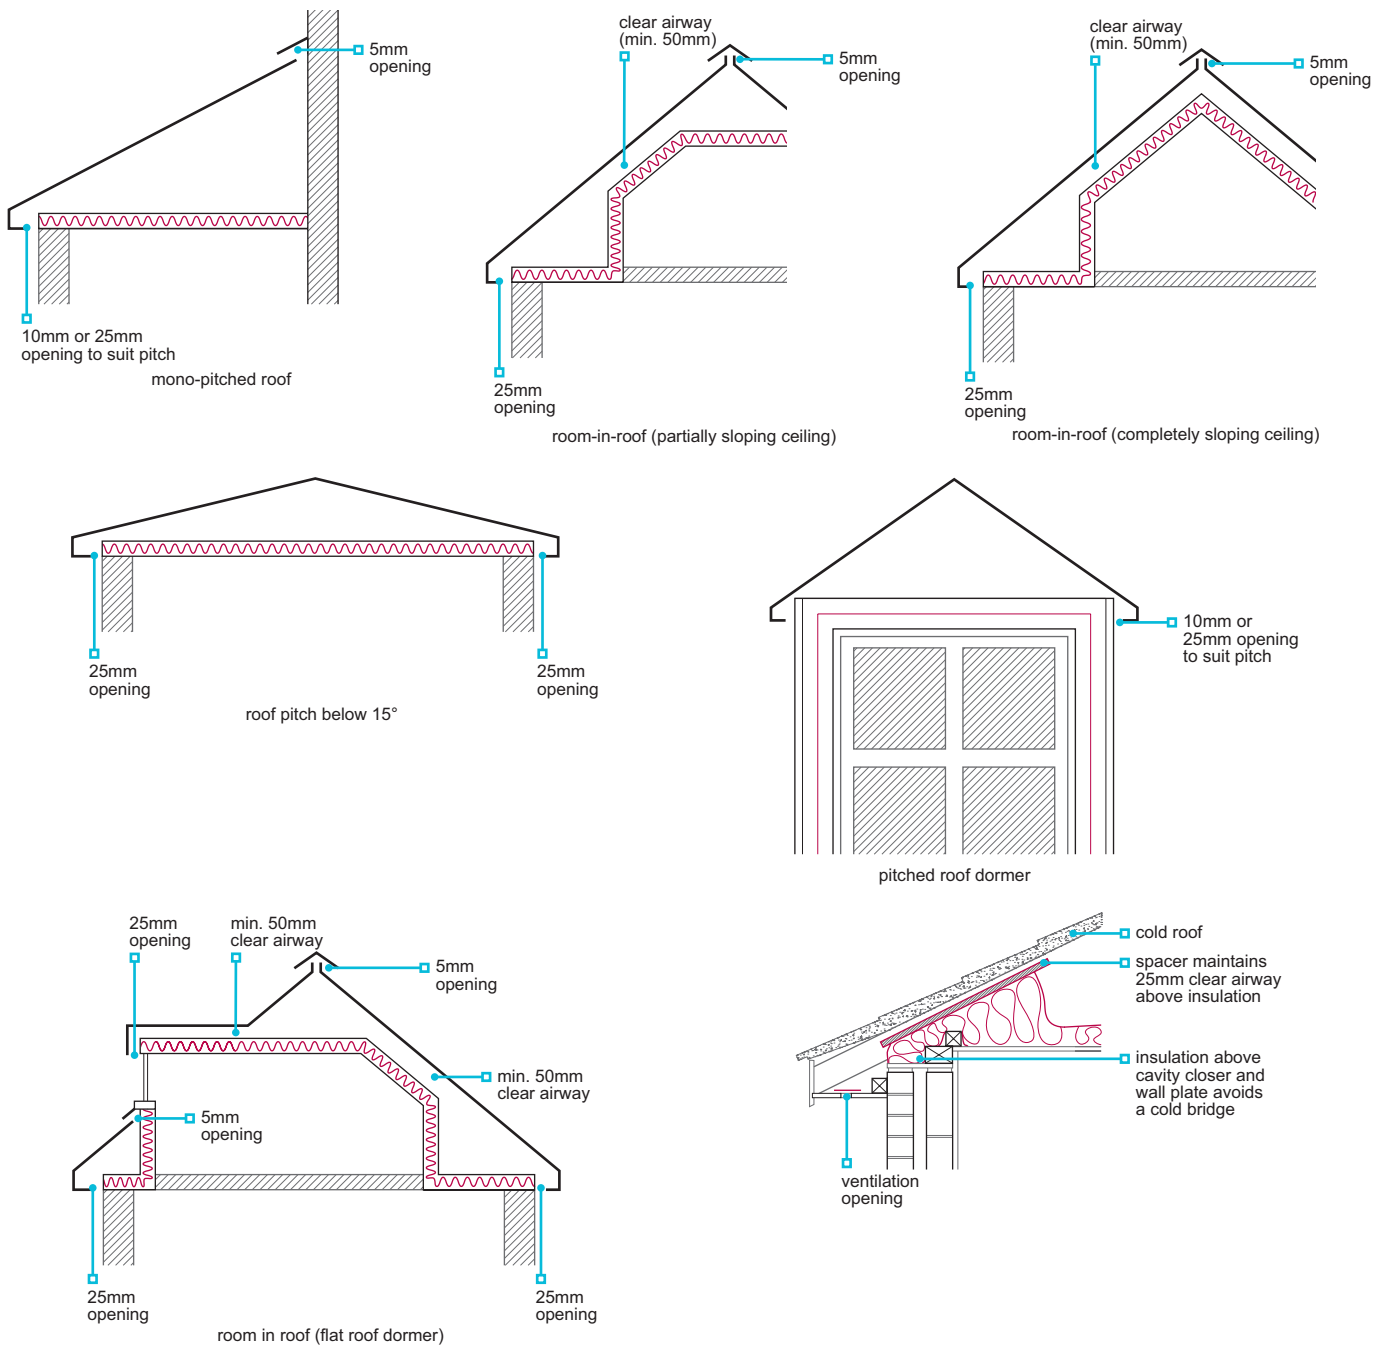 5mm
opening
10mm or 25mm
opening to suit pitch
mono-pitched roof
clear airway
(min. 50mm)
5mm
opening
25mm
opening
room-in-roof (partially sloping ceiling)
clear airway
(min. 50mm)
5mm
opening
25mm
opening
room-in-roof (completely sloping ceiling)
25mm
opening
25mm
opening
roof pitch below 15°
10mm or
25mm opening
to suit pitch
pitched roof dormer
25mm
opening
min. 50mm
clear airway
5mm
opening
min. 50mm
clear airway
5mm
opening
25mm
opening
25mm
opening
room in roof (flat roof dormer)
cold roof
spacer maintains
25mm clear airway
above insulation
insulation above
cavity closer and
wall plate avoids
a cold bridge
ventilation
opening